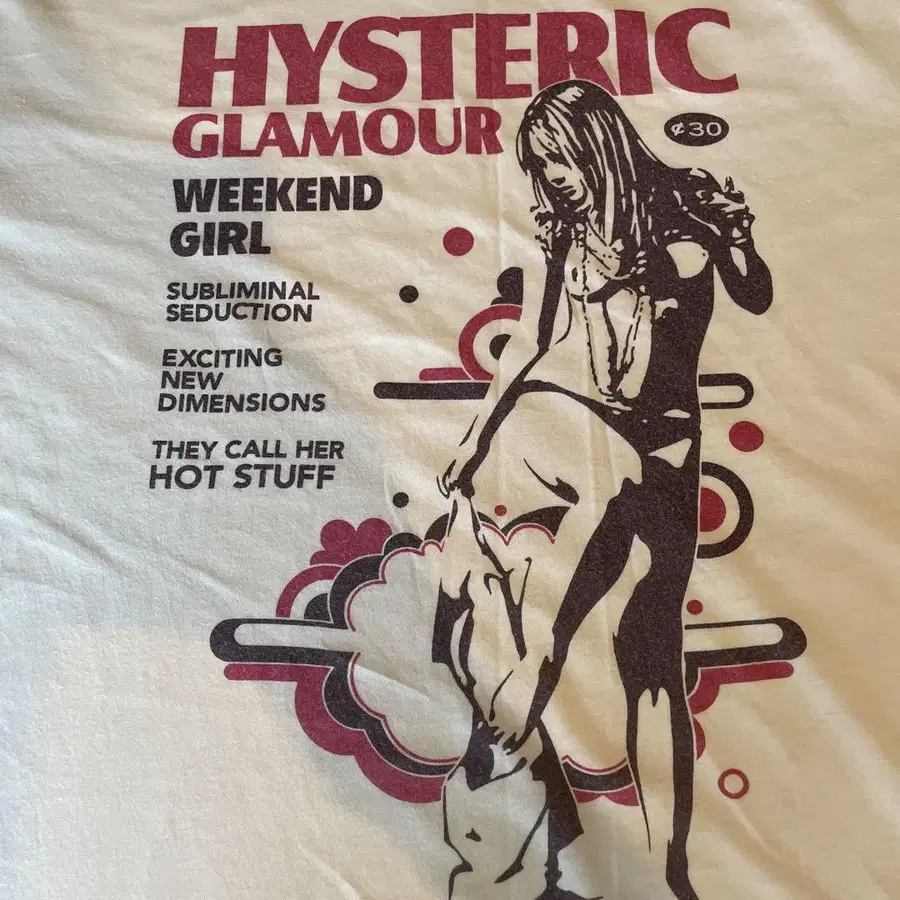 HYSTERIC
GLAMOUR
¢30
WEEKEND
GIRL
SUBLIMINAL
SEDUCTION
EXCITING
NEW
DIMENSIONS
THEY CALL HER
HOT STUFF